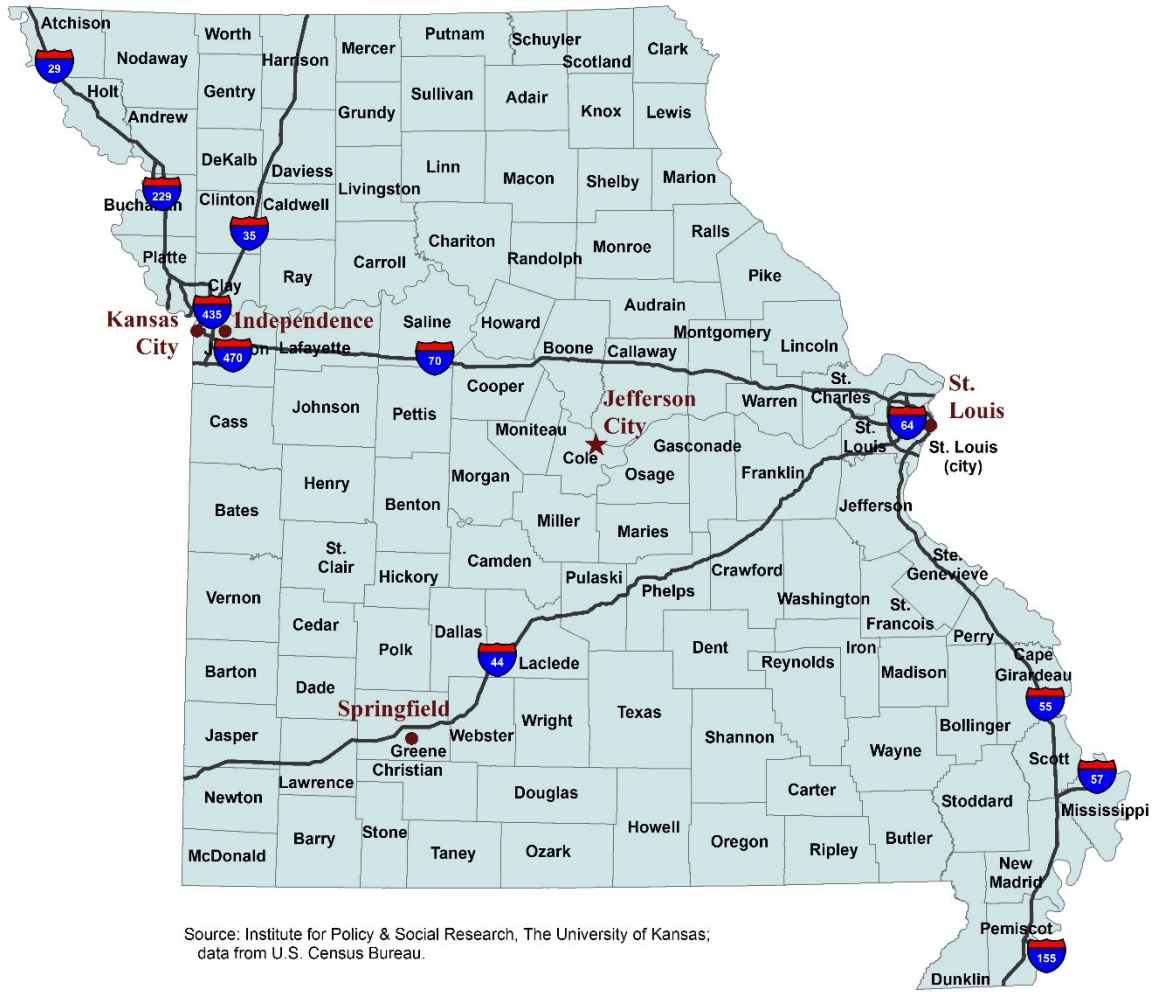 Atchison
Nodaway
Worth
Harrison
Mercer
Putnam
Schuyler
Scotland
Clark
29
Holt
Andrew
Gentry
Grundy
Sullivan
Adair
Knox
Lewis
DeKalb
Daviess
Livingston
Linn
Macon
Shelby
Marion
229
Buchanan
Clinton
Caldwell
35
Chariton
Randolph
Monroe
Ralls
Platte
Clay
Ray
Carroll
Pike
435
Kansas
City
Independence
Saline
Howard
Audrain
Montgomery
Lincoln
Jackson
470
Lafayette
70
Boone
Callaway
Cass
Johnson
Pettis
Cooper
Moniteau
Jefferson
City
Warren
St.
Charles
St.
Louis
64
St.
Louis
St. Louis
(city)
Cole
Osage
Gasconade
Franklin
Bates
Henry
Benton
Morgan
Miller
Maries
Jefferson
Vernon
St.
Clair
Hickory
Camden
Pulaski
Phelps
Crawford
Washington
Ste.
Genevieve
St.
Francois
Perry
Cedar
Polk
Dallas
44
Laclede
Dent
Reynolds
Iron
Madison
Cape
Girardeau
55
Barton
Dade
Springfield
Jasper
Greene
Webster
Wright
Texas
Shannon
Wayne
Bollinger
Scott
57
Mississippi
Newton
Lawrence
Christian
Douglas
Carter
Stoddard
McDonald
Barry
Stone
Taney
Ozark
Howell
Oregon
Ripley
Butler
New
Madrid
Pemiscot
155
Dunklin
Source: Institute for Policy & Social Research, The University of Kansas;
data from U.S. Census Bureau.